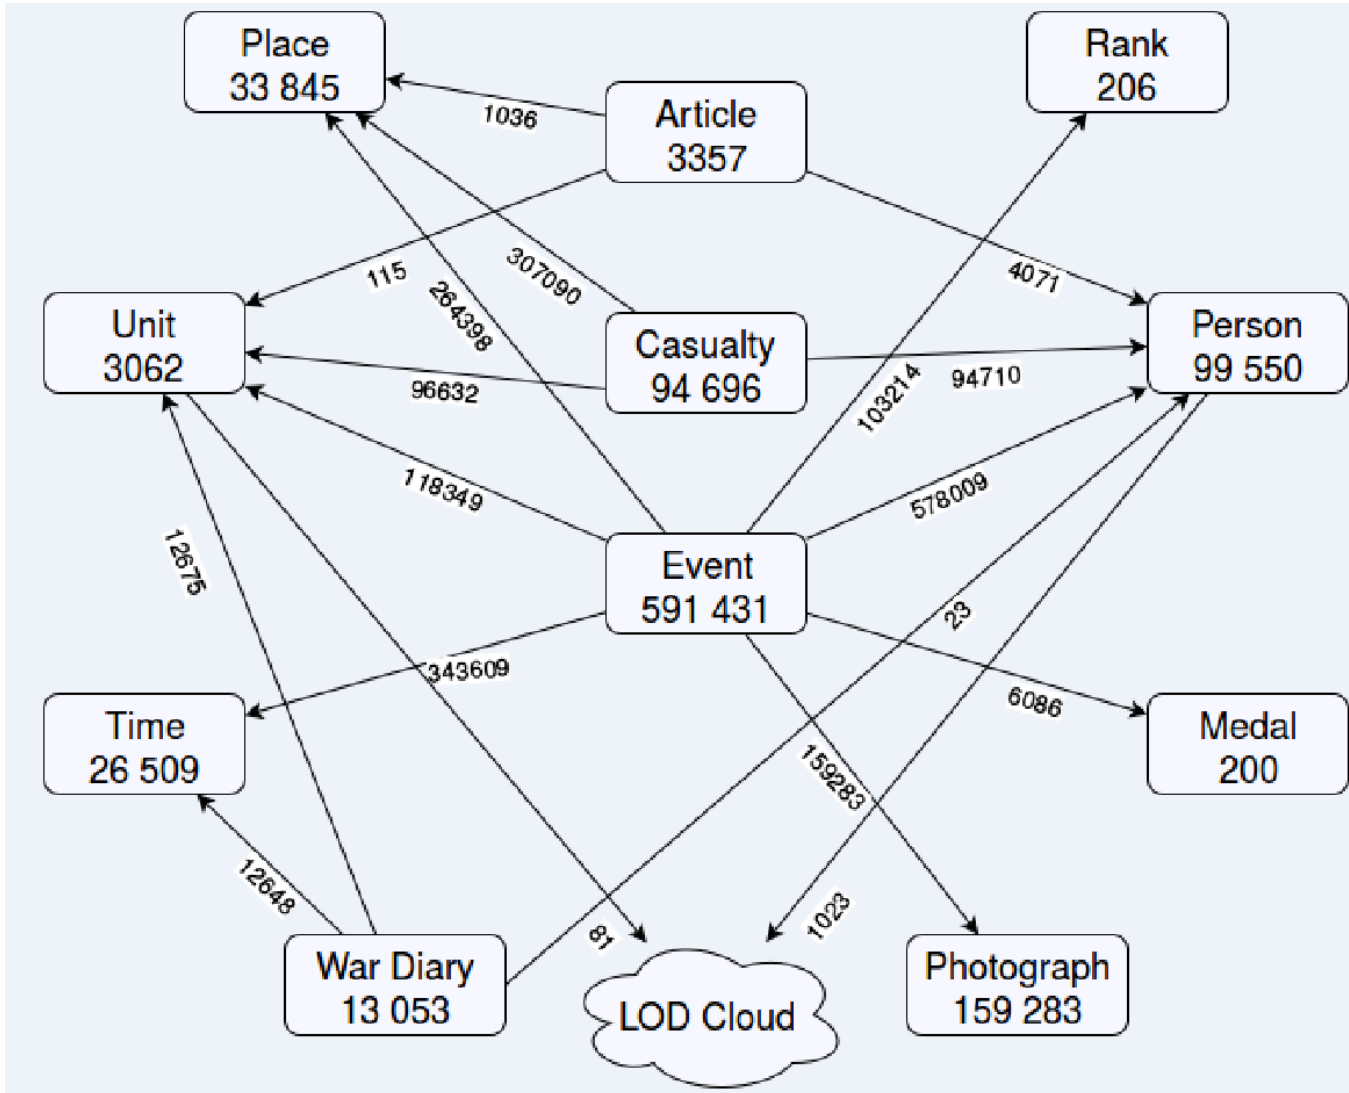 Place
33 845
Rank
206
Article
3357
1036
115
307090
264398
4071
Unit
3062
Casualty
94 696
Person
99 550
96632
94710
103214
118349
578009
12675
Event
591 431
23
343609
6086
Time
26 509
Medal
200
159283
12648
81
1023
War Diary
13 053
LOD Cloud
Photograph
159 283